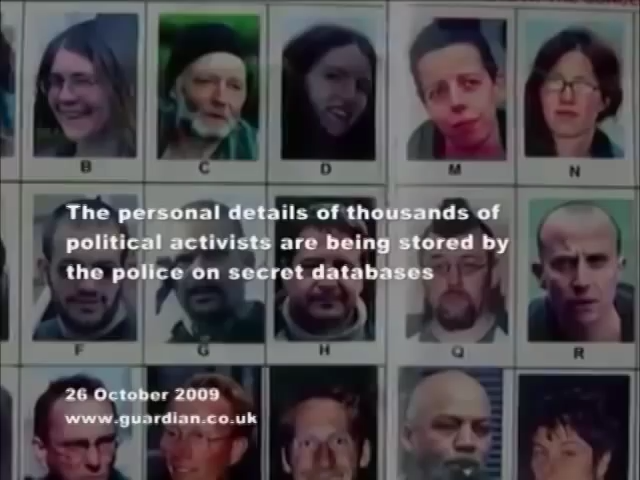 B C D M N
The personal details of thousands of
political activists are being stored by
the police on secret databases
F G H Q R
26 October 2009
www.guardian.co.uk